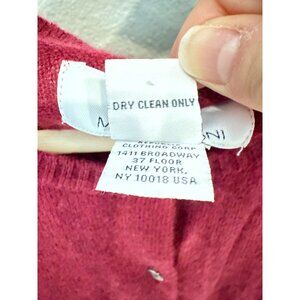 DRY CLEAN ONLY
CLOTHING CORP
1411 BROADWAY
37 FLOOR
NEW YORK,
NY 10018 USA